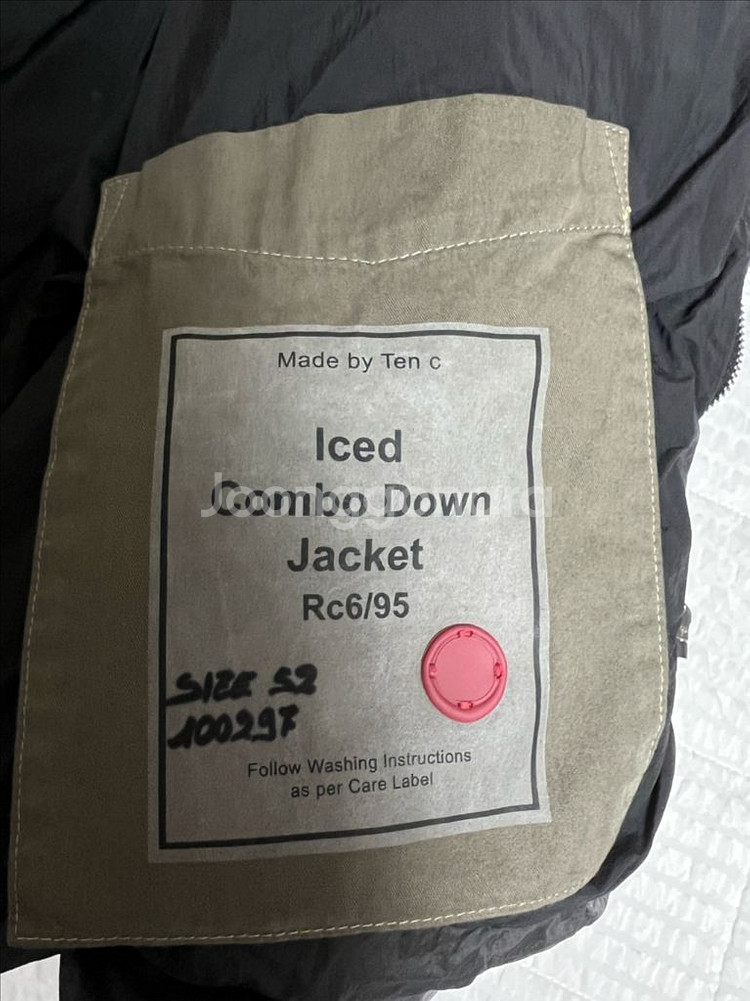 Made by Ten c
Iced
Combo Down
Joonggonara
Jacket
Rc6/95
SIZE 52
100297
Follow Washing Instructions
as per Care Label